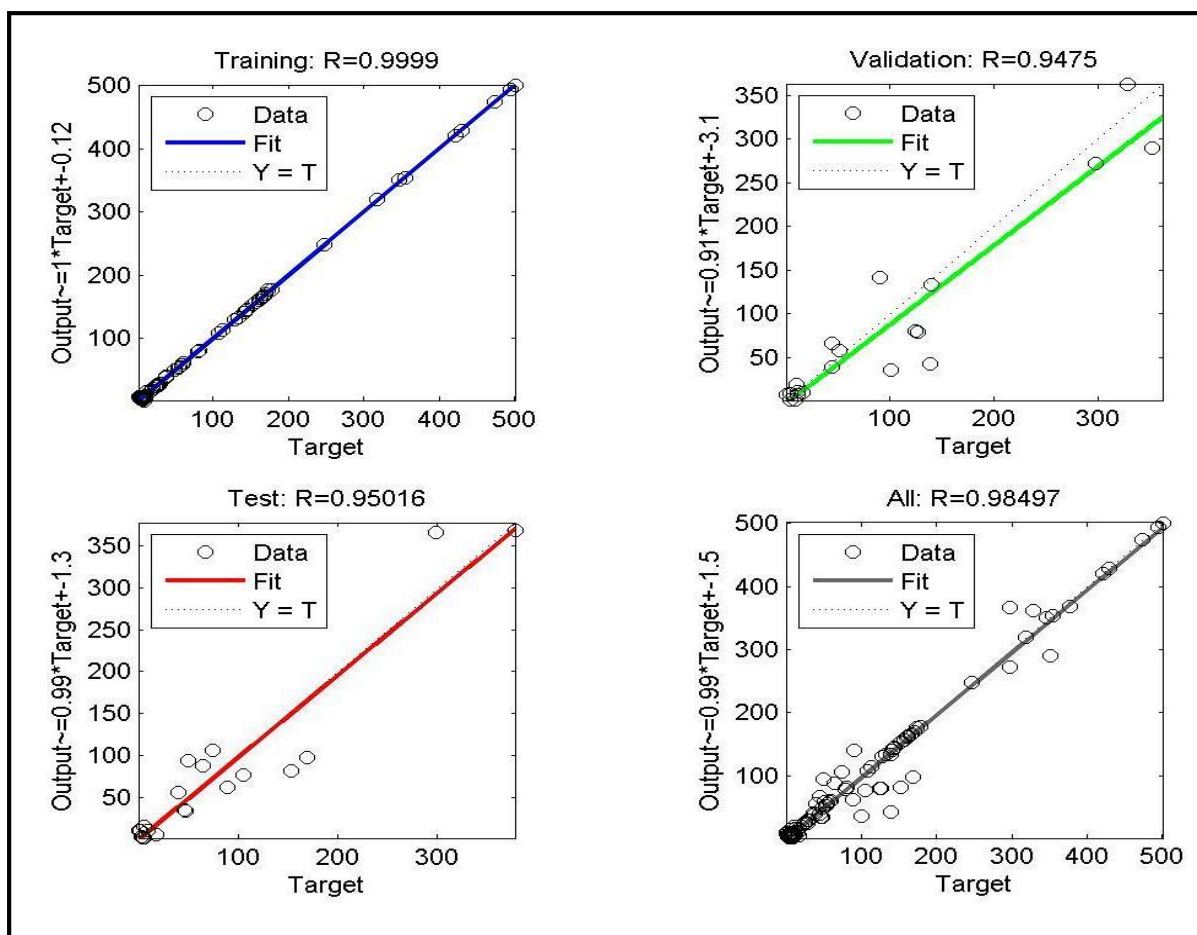 Training: R=0.9999
Output~=1*Target+-0.12
500
400
300
200
100
Data
Fit
Y = T
100 200 300 400 500
Target
Validation: R=0.9475
Output~=0.91*Target+-3.1
350
300
250
200
150
100
50
Data
Fit
Y = T
100 200 300
Target
Test: R=0.95016
Output~=0.99*Target+-1.3
350
300
250
200
150
100
50
Data
Fit
Y = T
100 200 300
Target
All: R=0.98497
Output~=0.99*Target+-1.5
500
400
300
200
100
Data
Fit
Y = T
100 200 300 400 500
Target